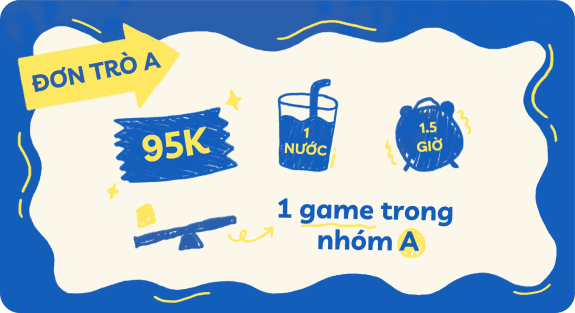 ĐƠN TRÒ A
95K
1
NƯỚC
1.5
GIỜ
1 game trong
nhóm A